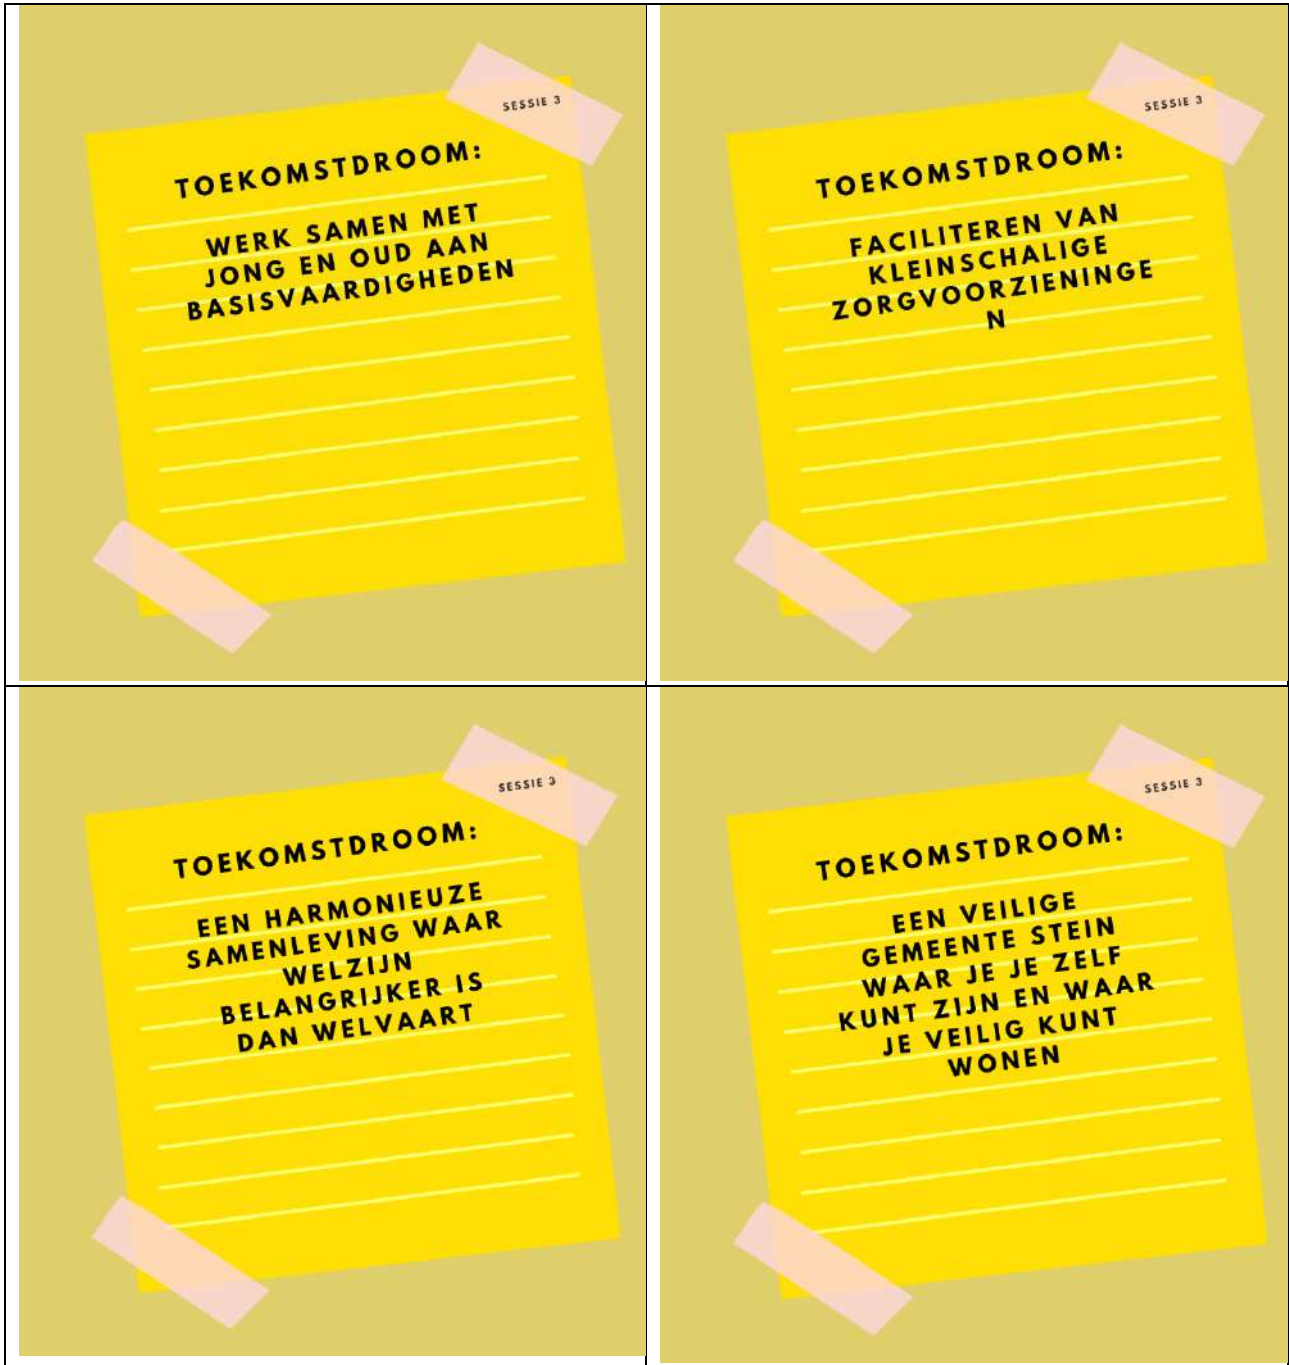 SESSIE 3
TOEKOMSTDROOM:
WERK SAMEN MET
JONG EN OUD AAN
BASISVAARDIGHEDEN
SESSIE 3
TOEKOMSTDROOM:
FACILITEREN VAN
KLEINSCHALIGE
ZORGVOORZIENINGE
N
SESSIE 3
TOEKOMSTDROOM:
EEN HARMONIEUZE
SAMENLEVING WAAR
WELZIJN
BELANGRIJKER IS
DAN WELVAART
SESSIE 3
TOEKOMSTDROOM:
EEN VEILIGE
GEMEENTE STEIN
WAAR JE JE ZELF
KUNT ZIJN EN WAAR
JE VEILIG KUNT
WONEN